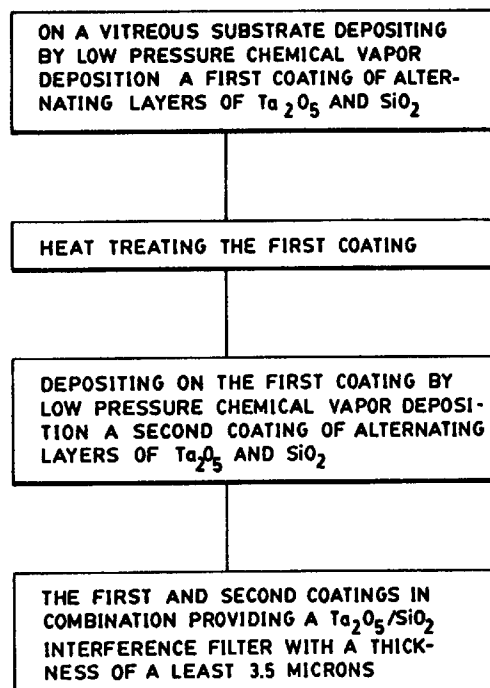 ON A VITREOUS SUBSTRATE DEPOSITING
BY LOW PRESSURE CHEMICAL VAPOR
DEPOSITION A FIRST COATING OF ALTER-
NATING LAYERS OF Ta2O5 AND SiO2
HEAT TREATING THE FIRST COATING
DEPOSITING ON THE FIRST COATING BY
LOW PRESSURE CHEMICAL VAPOR DEPOSI-
TION A SECOND COATING OF ALTERNATING
LAYERS OF Ta2O5 AND SiO2
THE FIRST AND SECOND COATINGS IN
COMBINATION PROVIDING A Ta2O5/SiO2
INTERFERENCE FILTER WITH A THICK-
NESS OF A LEAST 3.5 MICRONS